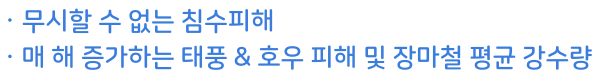 · 무시할 수 없는 침수피해
· 매 해 증가하는 태풍 & 호우 피해 및 장마철 평균 강수량